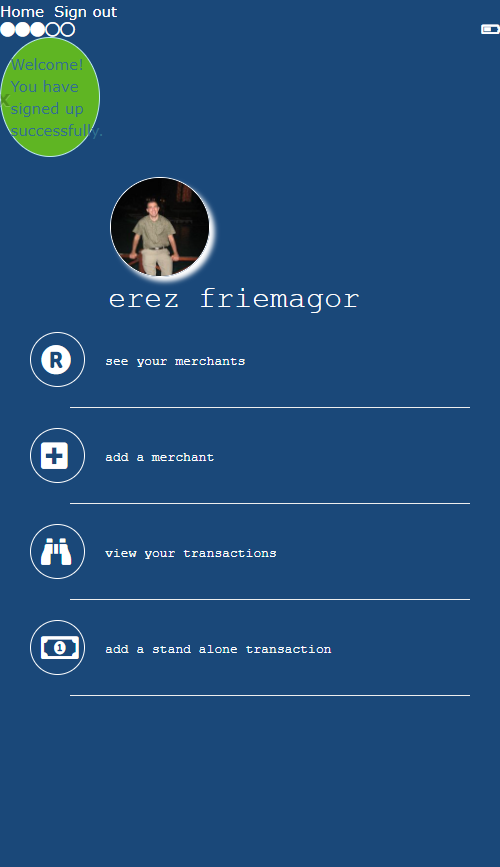 Home Sign out
Welcome!
You have
x
signed up
successfully.
erez friemagor
R
see your merchants
add a merchant
view your transactions
1
add a stand alone transaction